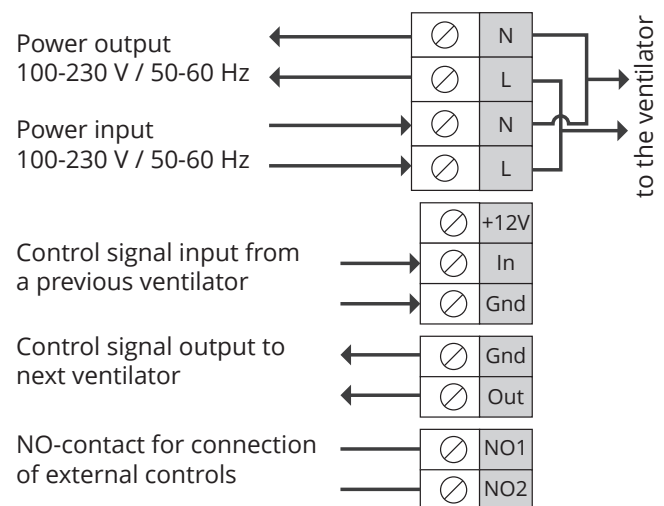 Power output
100-230 V / 50-60 Hz
N
L
Power input
100-230 V / 50-60 Hz
N
L
to the ventilator
+12V
Control signal input from
a previous ventilator
In
Gnd
Control signal output to
next ventilator
Gnd
Out
NO-contact for connection
of external controls
NO1
NO2